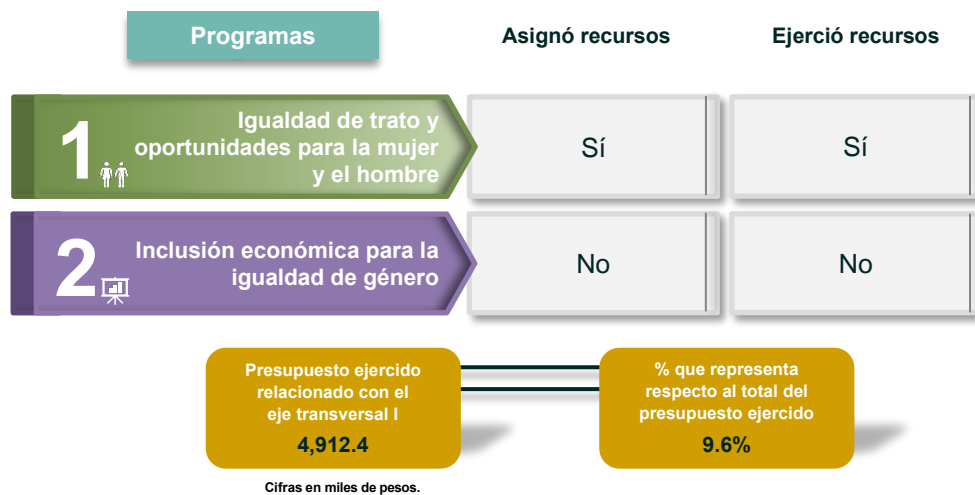 Programas
Asignó recursos
Ejerció recursos
1
Igualdad de trato y
oportunidades para la mujer
y el hombre
Sí
Sí
2
Inclusión económica para la
igualdad de género
No
No
Presupuesto ejercido
relacionado con el
eje transversal I
4,912.4
% que representa
respecto al total del
presupuesto ejercido
9.6%
Cifras en miles de pesos.